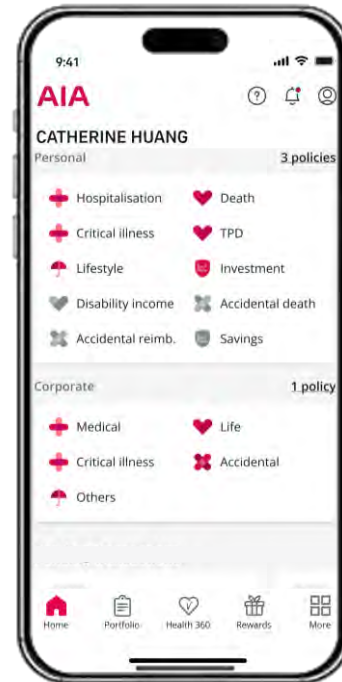 9:41
AIA
CATHERINE HUANG
Personal 3 policies
Hospitalisation Death
Critical illness TPD
Lifestyle Investment
Disability income Accidental death
Accidental reimb. Savings
Corporate 1 policy
Medical Life
Critical illness Accidental
Others
Home Portfolio Health 360 Rewards More